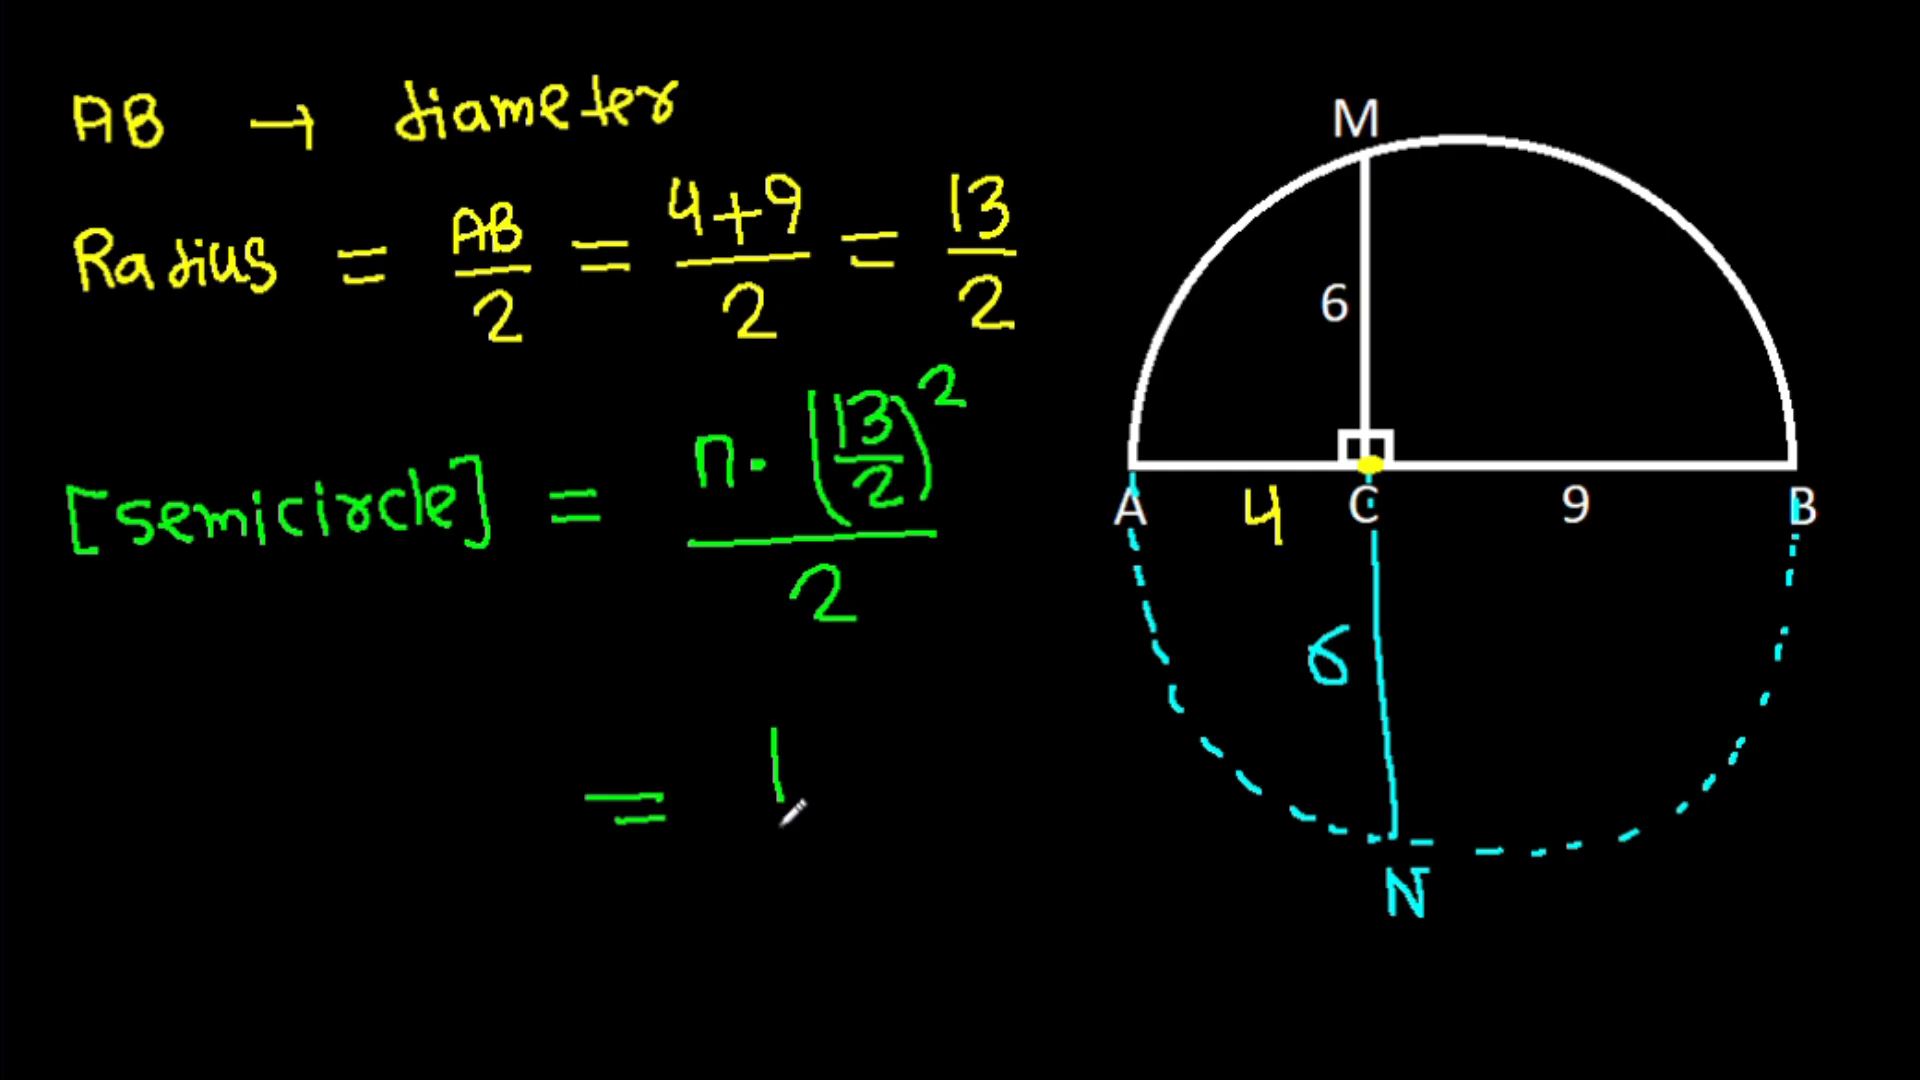 AB → diameter
Radius = AB/2 = 4+9/2 = 13/2
[semicircle] = π·(13/2)²/2
= 1
M
6
A 4 C 9 B
6
N